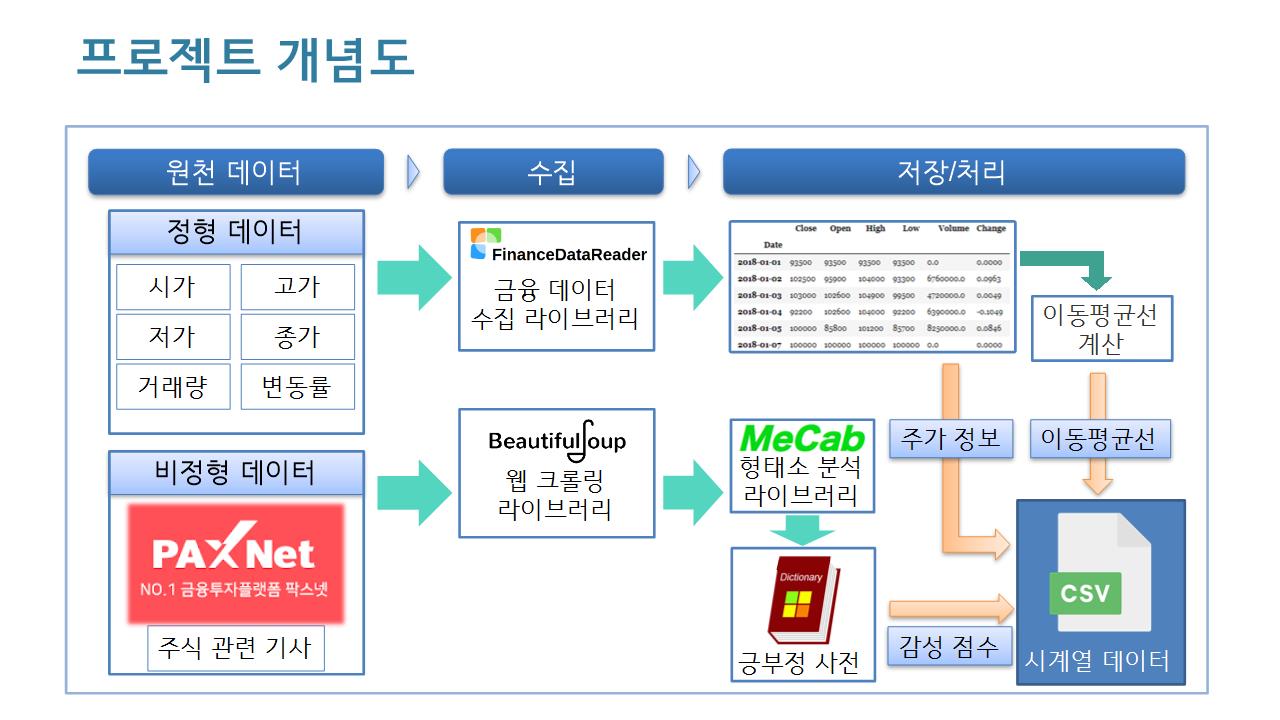 프로젝트 개념도
원천 데이터
수집
저장/처리
정형 데이터
시가
고가
저가
종가
거래량
변동률
비정형 데이터
PAXNet
NO.1 금융투자플랫폼 팍스넷
주식 관련 기사
FinanceDataReader
금융 데이터
수집 라이브러리
BeautifulSoup
웹 크롤링
라이브러리
Close Open High Low Volume Change
Date
2018-01-01 93500 93500 93500 93500 0.0 0.0000
2018-01-02 102500 95900 104000 93300 6760000.0 0.0963
2018-01-03 103000 102600 104900 99500 4720000.0 0.0049
2018-01-04 92200 102600 104000 92200 6390000.0 -0.1049
2018-01-05 100000 85800 101200 85700 8250000.0 0.0846
2018-01-07 100000 100000 100000 100000 0.0 0.0000
이동평균선
계산
MeCab
형태소 분석
라이브러리
주가 정보
이동평균선
Dictionary
긍부정 사전
감성 점수
CSV
시계열 데이터